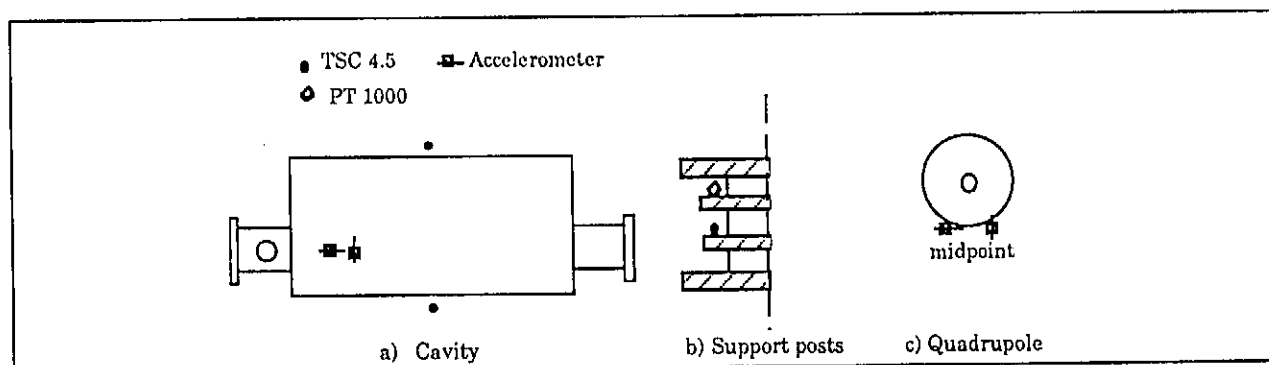 TSC 4.5 Accelerometer
PT 1000
midpoint
a) Cavity b) Support posts c) Quadrupole